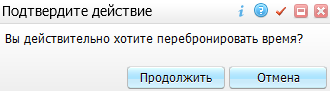 Подтвердите действие
Вы действительно хотите перебронировать время?
Продолжить
Отмена